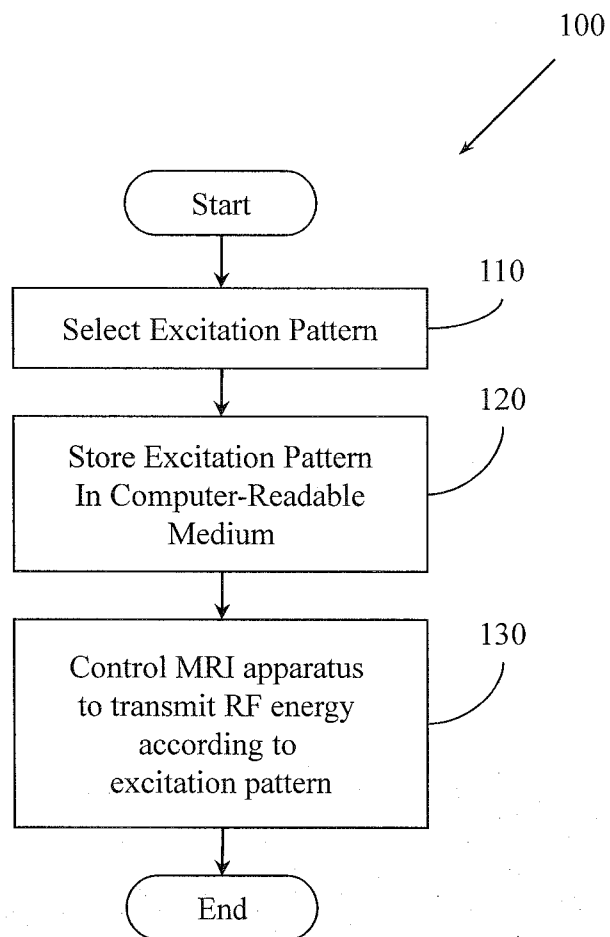 100
Start
110
Select Excitation Pattern
120
Store Excitation Pattern
In Computer-Readable
Medium
130
Control MRI apparatus
to transmit RF energy
according to
excitation pattern
End